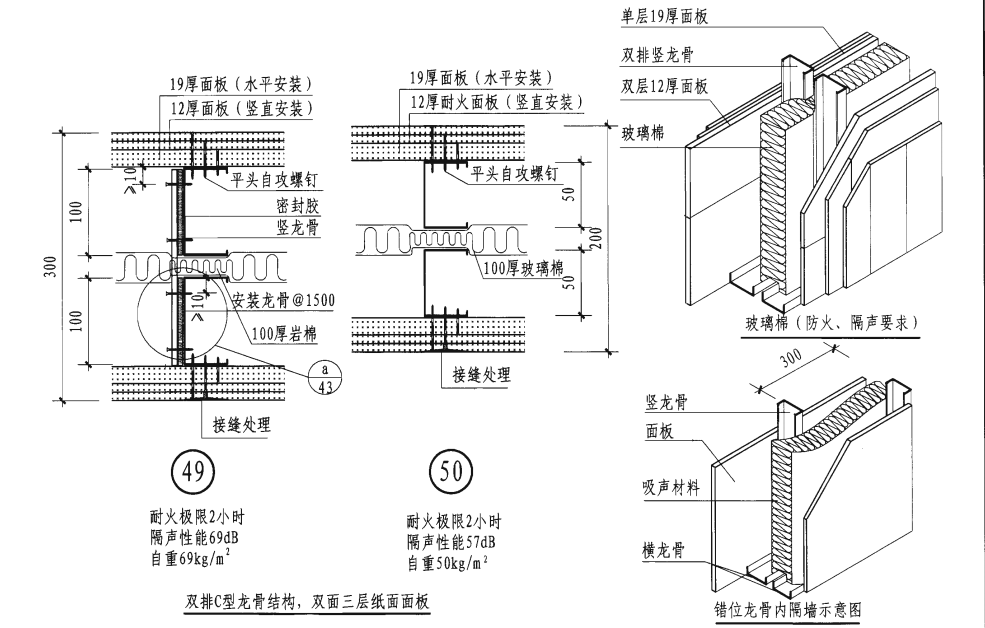 19厚面板（水平安装）
12厚面板（竖直安装）
300
100
100
≥10
平头自攻螺钉
密封胶
竖龙骨
安装龙骨@1500
≥10
100厚岩棉
a
43
接缝处理
49
耐火极限2小时
隔声性能69dB
自重69kg/m²
19厚面板（水平安装）
12厚耐火面板（竖直安装）
平头自攻螺钉
50
200
100厚玻璃棉
50
接缝处理
50
耐火极限2小时
隔声性能57dB
自重50kg/m²
双排C型龙骨结构，双面三层纸面面板
单层19厚面板
双排竖龙骨
双层12厚面板
玻璃棉
玻璃棉（防火、隔声要求）
300
竖龙骨
面板
吸声材料
横龙骨
错位龙骨内隔墙示意图